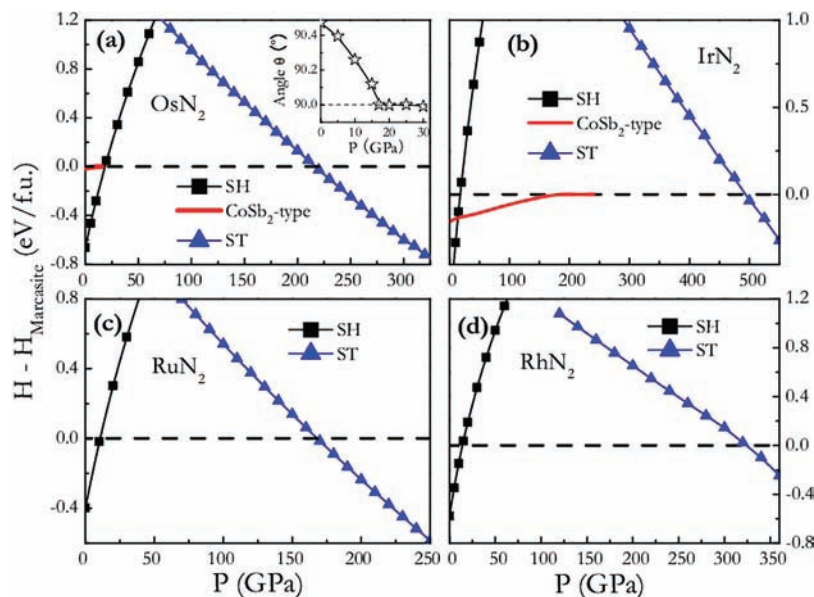 H - H_Marcasite (eV/f.u.)
(a)
OsN₂
1.2
0.8
0.4
0.0
-0.4
-0.8
0 50 100 150 200 250 300
SH
CoSb₂-type
ST
Angle θ (°)
90.4
90.2
90.0
0 10 20 30
P (GPa)
(b)
IrN₂
SH
CoSb₂-type
ST
1.0
0.5
0.0
0 100 200 300 400 500
(c)
RuN₂
SH
ST
0.8
0.4
0.0
-0.4
0 50 100 150 200 250
P (GPa)
(d)
RhN₂
SH
ST
1.2
0.8
0.4
0.0
-0.4
-0.8
0 50 100 150 200 250 300 350
P (GPa)